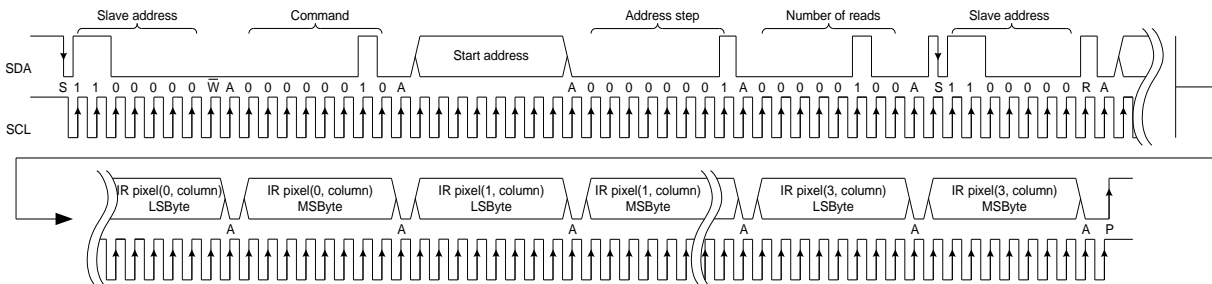 Slave address Command Address step Number of reads Slave address
Start address
SDA
S 1 1 0 0 0 0 0 W̅ A 0 0 0 0 0 0 1 0 A A 0 0 0 0 0 0 0 1 A 0 0 0 0 0 1 0 0 A S 1 1 0 0 0 0 0 R A
SCL
IR pixel(0, column) IR pixel(0, column) IR pixel(1, column) IR pixel(1, column) IR pixel(3, column) IR pixel(3, column)
LSByte MSByte LSByte MSByte LSByte MSByte
A A A A A A P